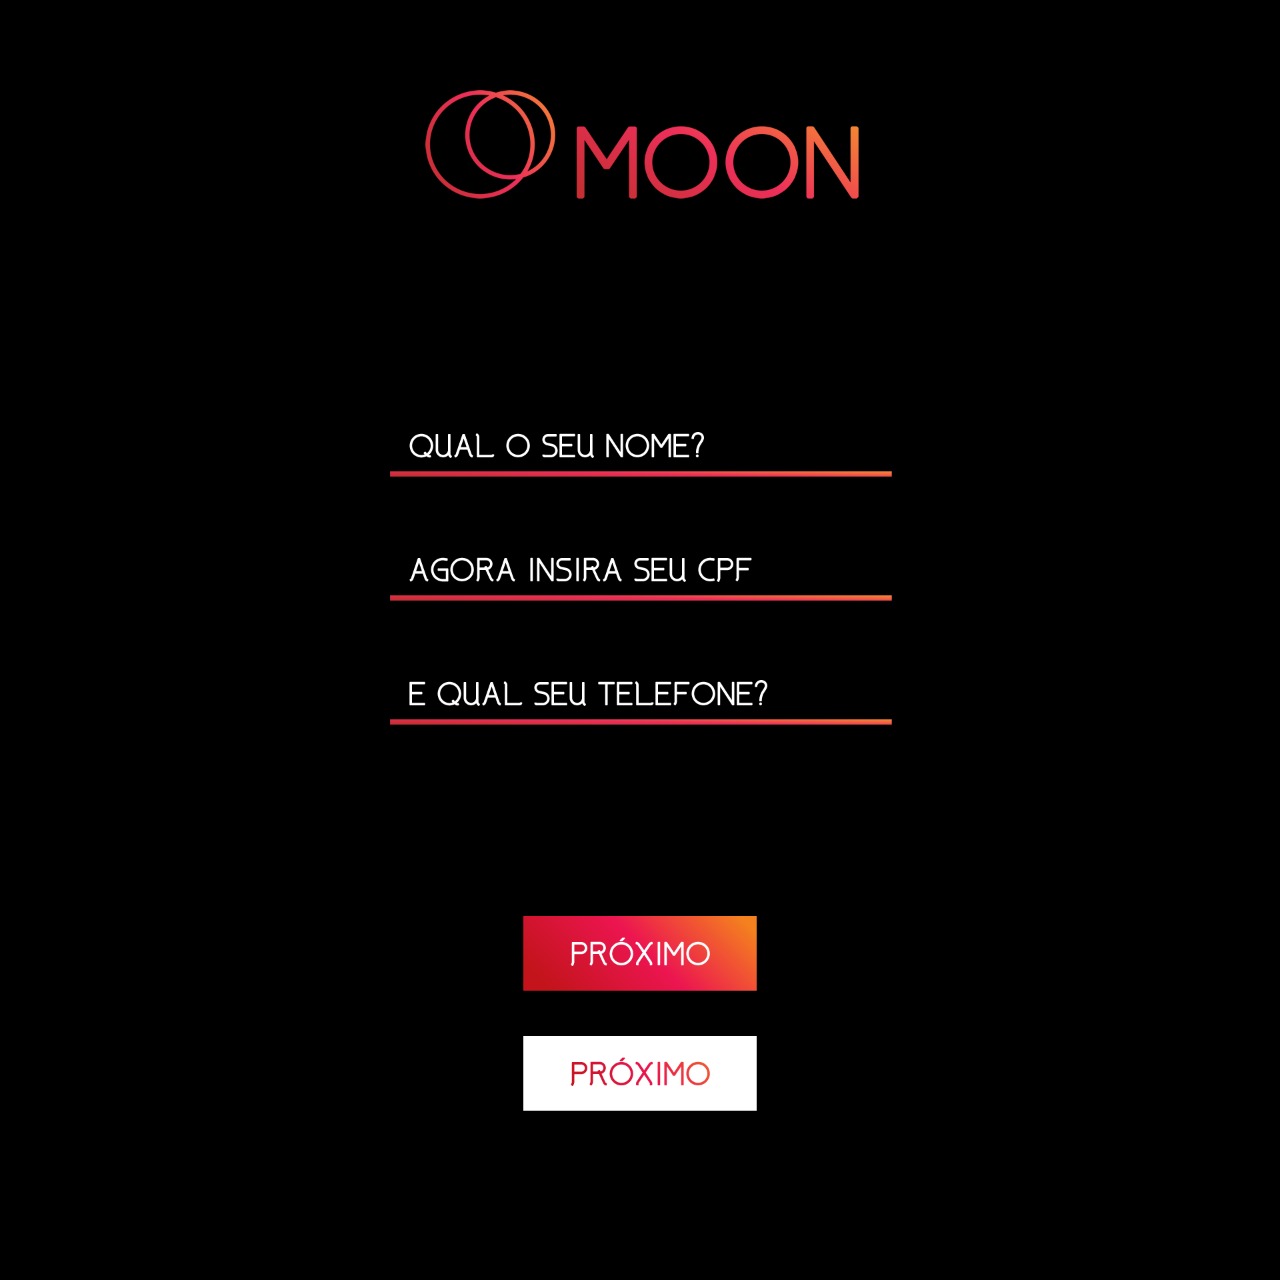 MOON
QUAL O SEU NOME?
AGORA INSIRA SEU CPF
E QUAL SEU TELEFONE?
PRÓXIMO
PRÓXIMO